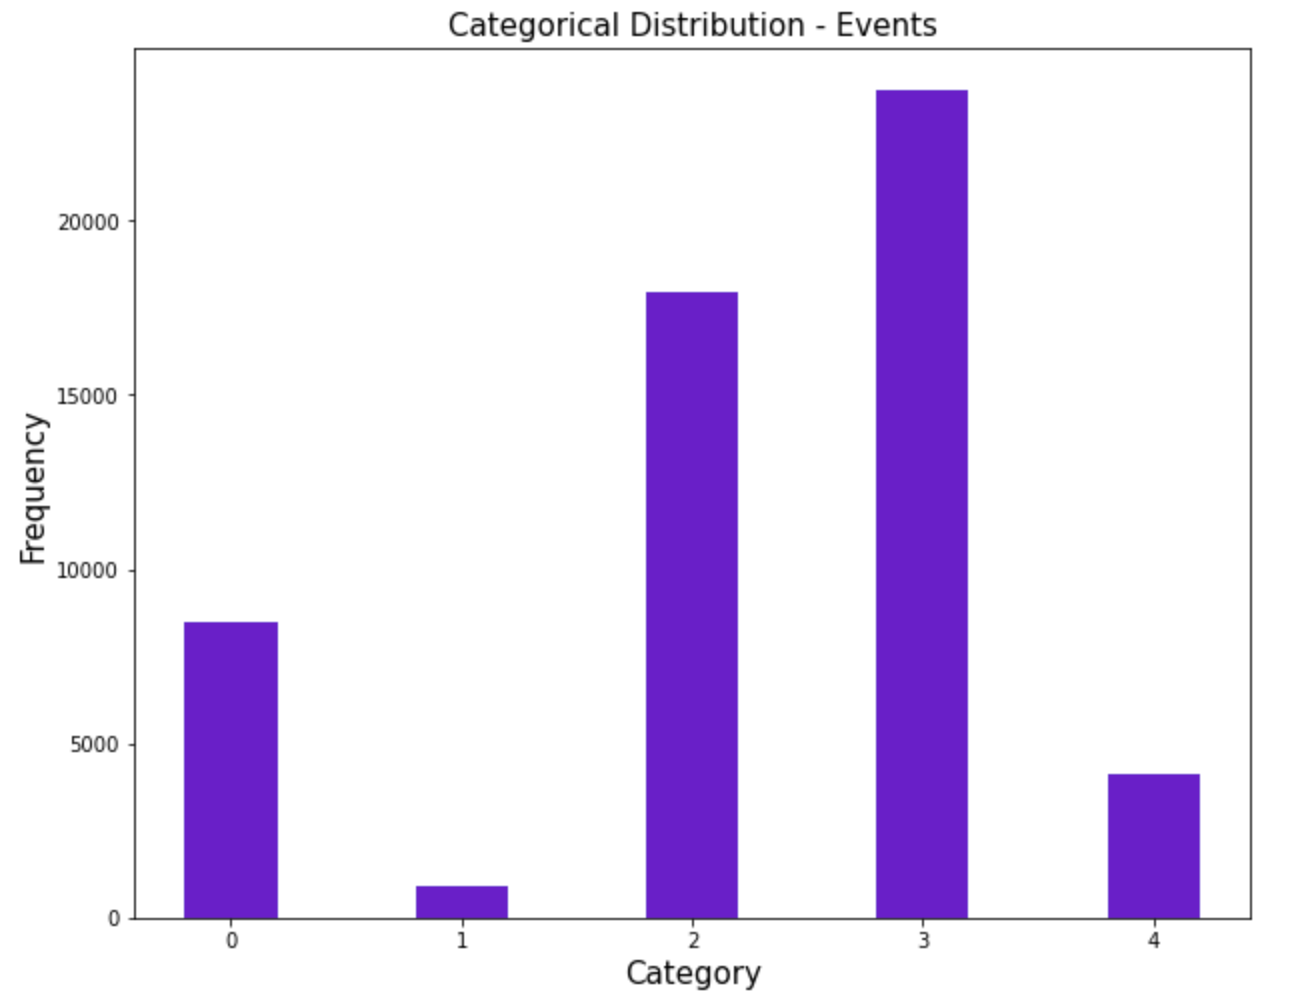 Categorical Distribution - Events
Frequency
20000
15000
10000
5000
0
0 1 2 3 4
Category